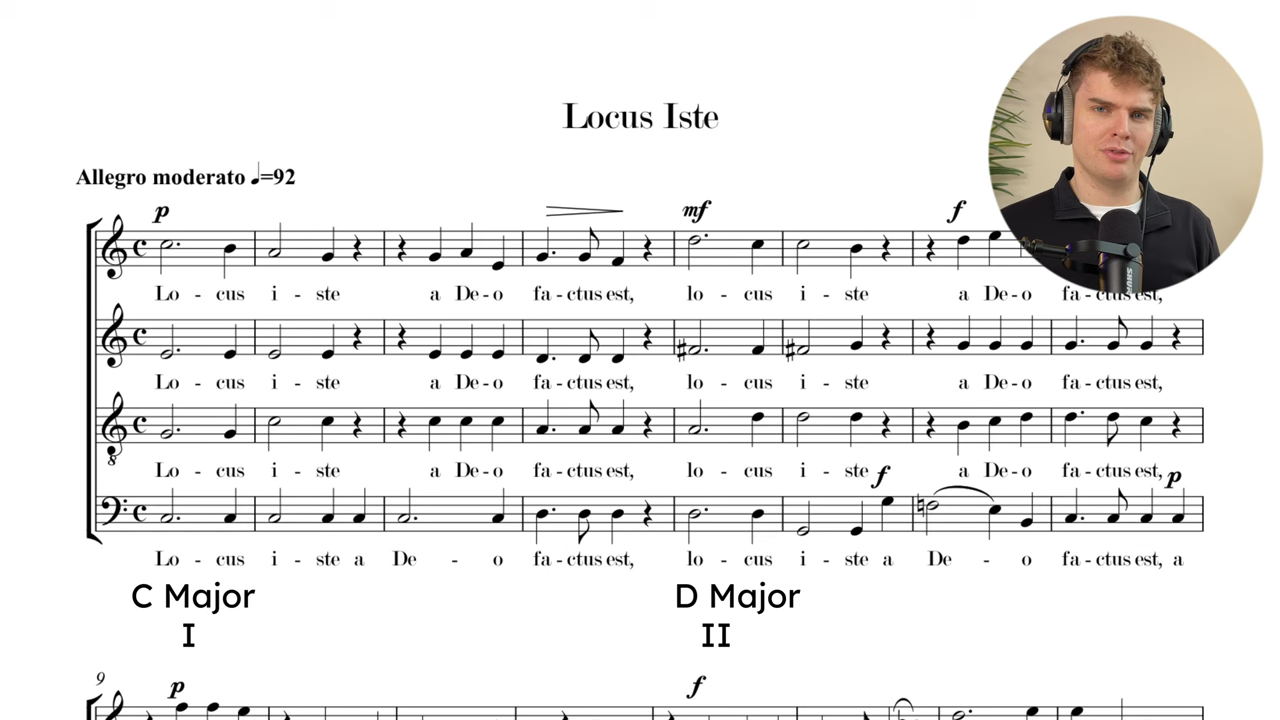 Locus Iste
Allegro moderato ♩=92
p mf f
Lo - cus i - ste a De - o fa - ctus est, lo - cus i - ste a De - o fa - ctus est,
Lo - cus i - ste a De - o fa - ctus est, lo - cus i - ste a De - o fa - ctus est,
Lo - cus i - ste a De - o fa - ctus est, lo - cus i - ste a De - o fa - ctus est,
f p
Lo - cus i - ste a De - o fa - ctus est, lo - cus i - ste a De - o fa - ctus est, a
C Major D Major
I II
9
p f